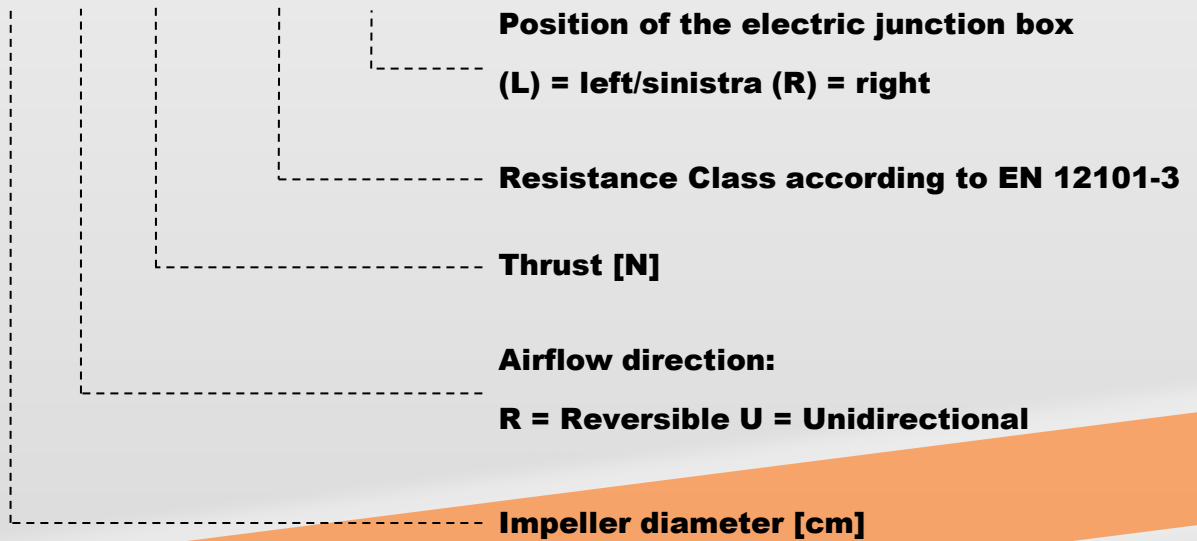 Position of the electric junction box
(L) = left/sinistra (R) = right
Resistance Class according to EN 12101-3
Thrust [N]
Airflow direction:
R = Reversible U = Unidirectional
Impeller diameter [cm]